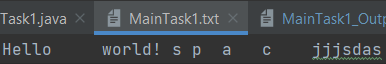 Task1.java MainTask1.txt MainTask1_Outp
Hello world! s p a c jjjsdas